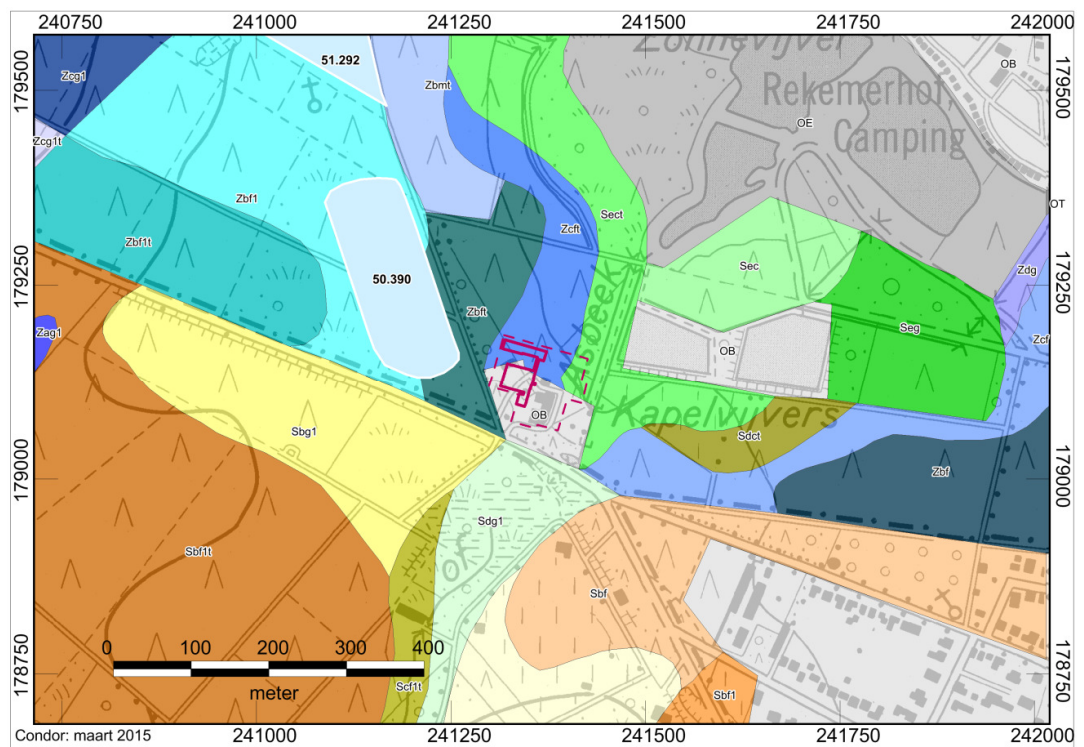 240750 241000 241250 241500 241750 242000
179500 179500
51.292
OB
Zcg1
Zbmt
Zonnevijver
Rekemerhof,
OE
Camping
Zcg1t
Zbf1
OT
Sect
Zcft
Zbf1t
Sec
Zdg
179250 179250
50.390
Zbft
Seg
Zag1
Zcf
OB
Kapelvijvers
OB
Sbg1
Sdct
179000 179000
Zbf
Sdg1
Sbf1t
Sbf
0 100 200 300 400
meter
Scf1t
Sbf1
178750 178750
Condor: maart 2015
241000 241250 241500 241750 242000